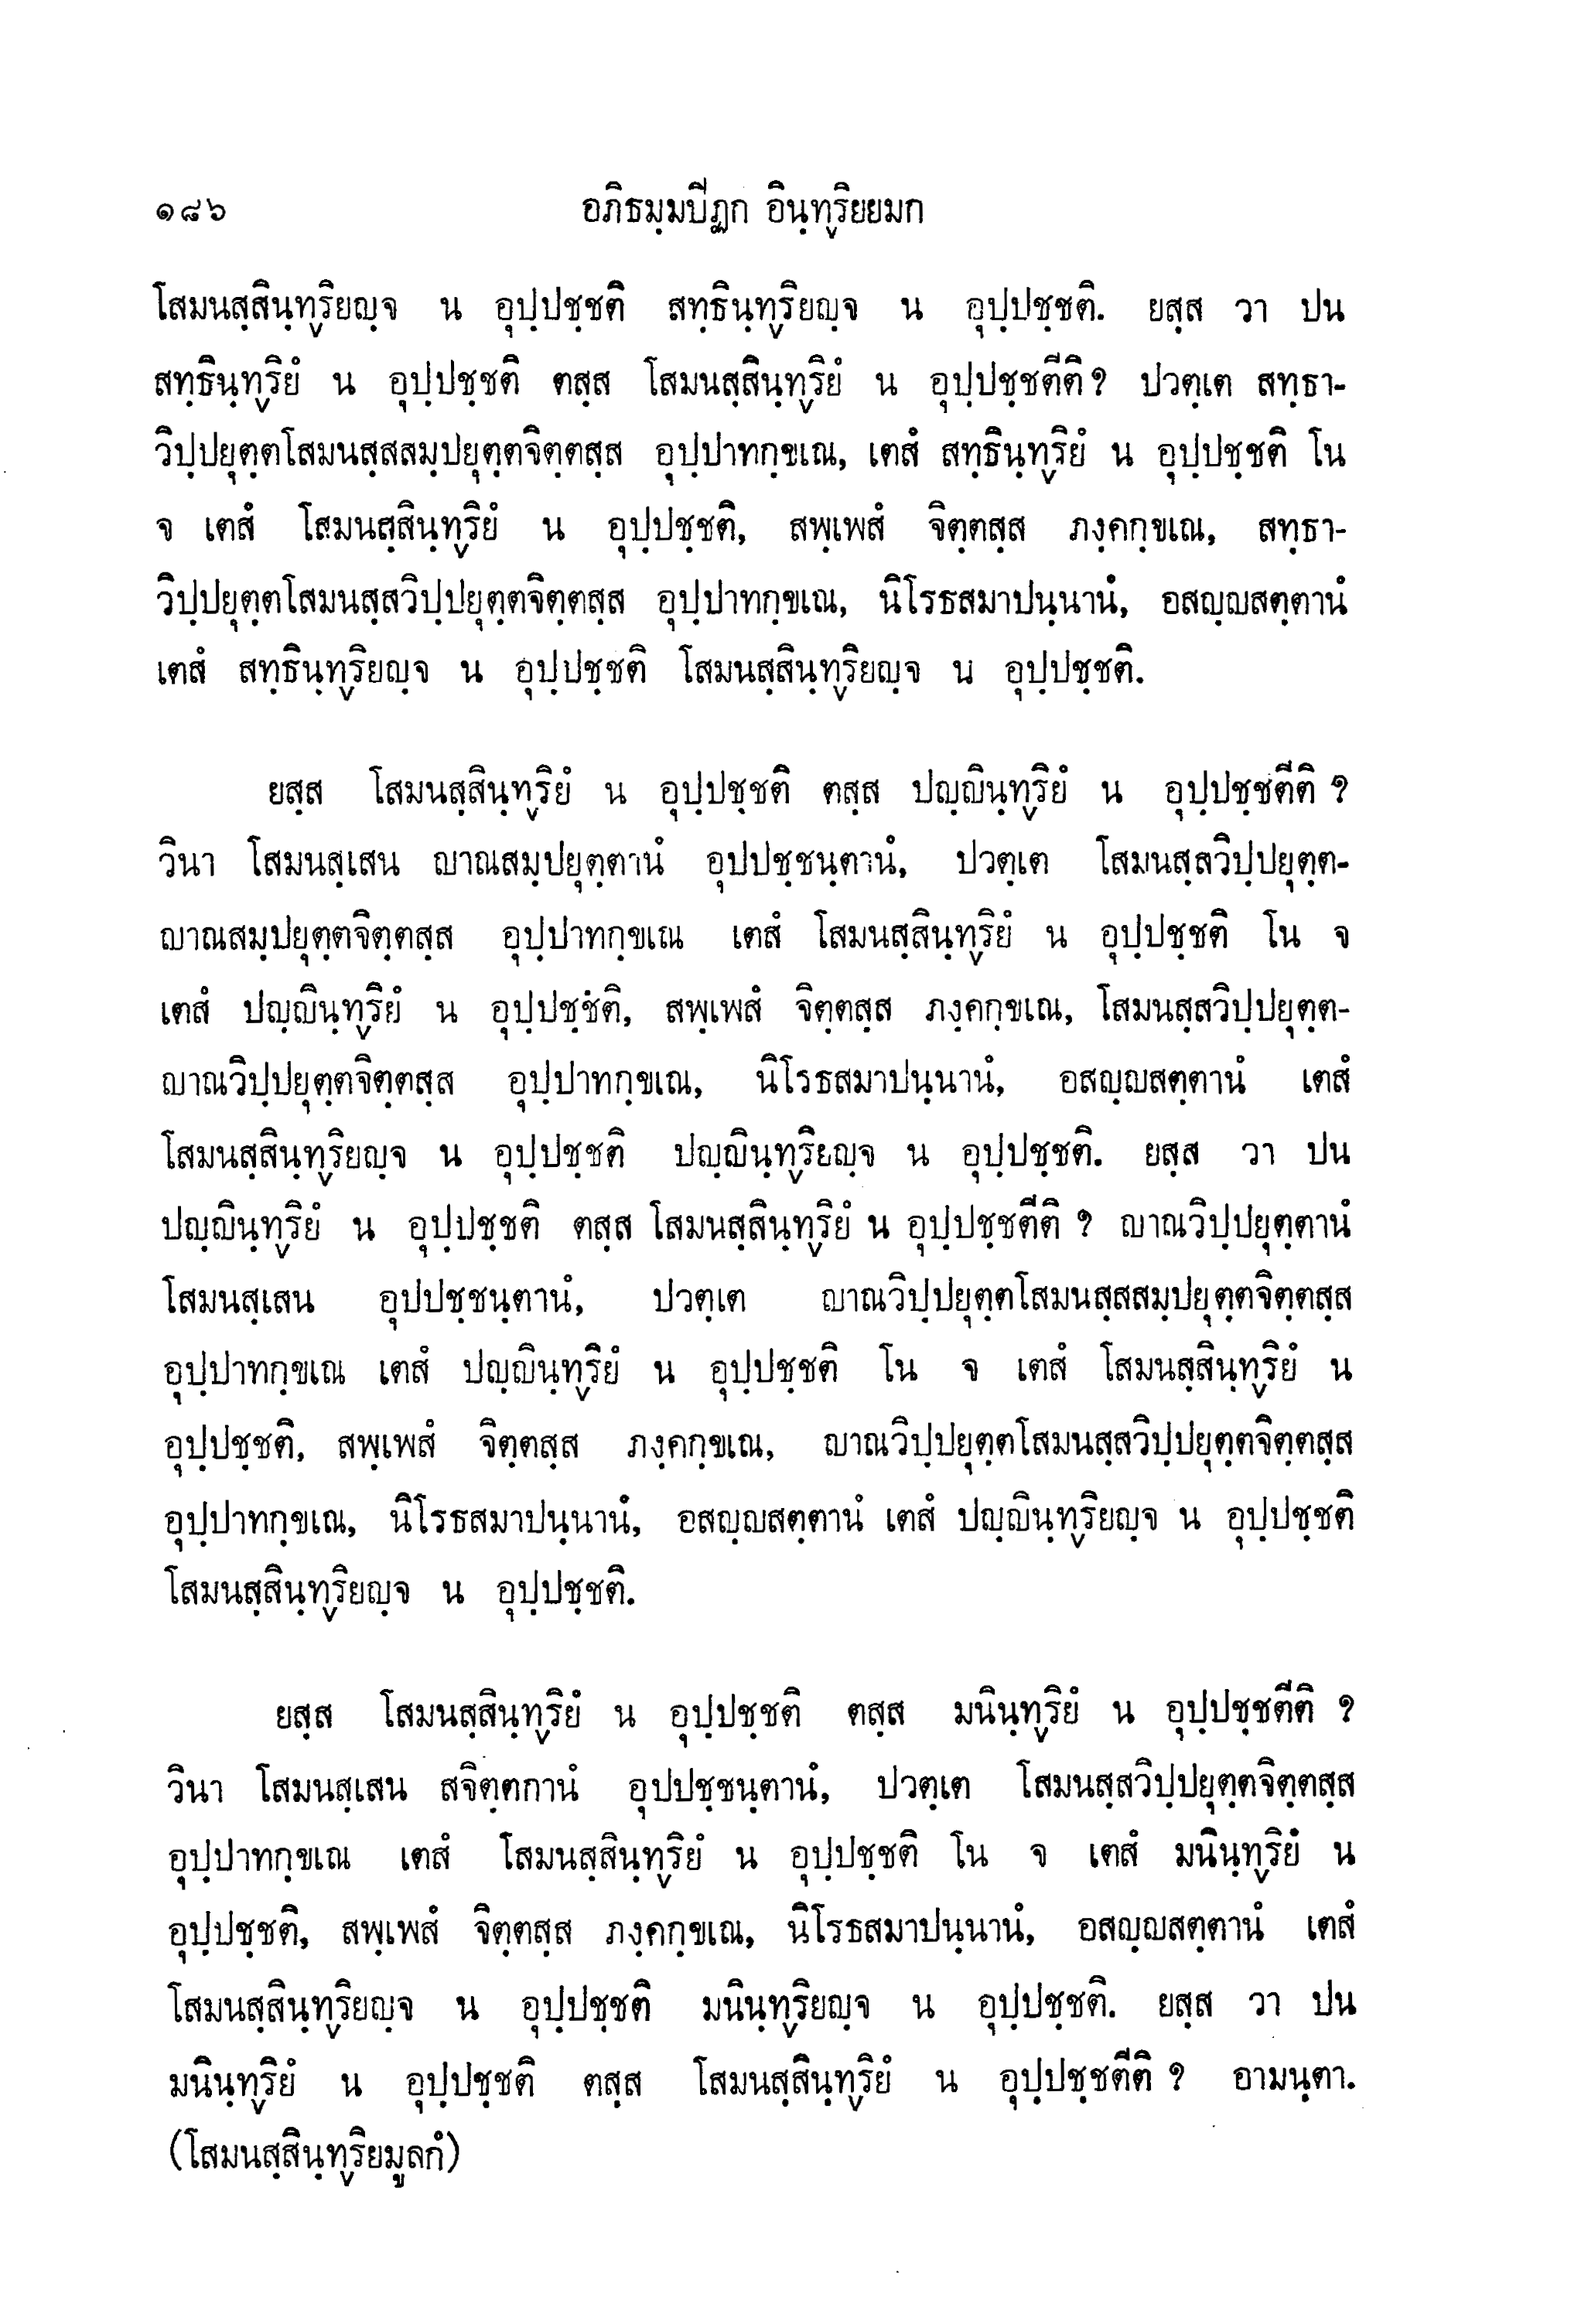 ๑๘๖ อภิธมฺมปีฏก อินฺทฺริยยมก
โสมนสฺสินฺทฺริยญฺจ น อุปฺปชฺชติ สทฺธินฺทฺริยญฺจ น อุปฺปชฺชติ. ยสฺส วา ปน
สทฺธินฺทฺริยํ น อุปฺปชฺชติ ตสฺส โสมนสฺสินฺทฺริยํ น อุปฺปชฺชตีติ ? ปวตฺเต สทฺธา-
วิปฺปยุตฺตโสมนสฺสสมฺปยุตฺตจิตฺตสฺส อุปฺปาทกฺขเณ, เตสํ สทฺธินฺทฺริยํ น อุปฺปชฺชติ โน
จ เตสํ โสมนสฺสินฺทฺริยํ น อุปฺปชฺชติ, สพฺเพสํ จิตฺตสฺส ภงฺคกฺขเณ, สทฺธา-
วิปฺปยุตฺตโสมนสฺสวิปฺปยุตฺตจิตฺตสฺส อุปฺปาทกฺขเณ, นิโรธสมาปนฺนานํ, อสญฺญสตฺตานํ
เตสํ สทฺธินฺทฺริยญฺจ น อุปฺปชฺชติ โสมนสฺสินฺทฺริยญฺจ น อุปฺปชฺชติ.
ยสฺส โสมนสฺสินฺทฺริยํ น อุปฺปชฺชติ ตสฺส ปญฺญินฺทฺริยํ น อุปฺปชฺชตีติ ?
วินา โสมนสฺเสน ญาณสมฺปยุตฺตานํ อุปปชฺชนฺตานํ, ปวตฺเต โสมนสฺสวิปฺปยุตฺต-
ญาณสมฺปยุตฺตจิตฺตสฺส อุปฺปาทกฺขเณ เตสํ โสมนสฺสินฺทฺริยํ น อุปฺปชฺชติ โน จ
เตสํ ปญฺญินฺทฺริยํ น อุปฺปชฺชติ, สพฺเพสํ จิตฺตสฺส ภงฺคกฺขเณ, โสมนสฺสวิปฺปยุตฺต-
ญาณวิปฺปยุตฺตจิตฺตสฺส อุปฺปาทกฺขเณ, นิโรธสมาปนฺนานํ, อสญฺญสตฺตานํ เตสํ
โสมนสฺสินฺทฺริยญฺจ น อุปฺปชฺชติ ปญฺญินฺทฺริยญฺจ น อุปฺปชฺชติ. ยสฺส วา ปน
ปญฺญินฺทฺริยํ น อุปฺปชฺชติ ตสฺส โสมนสฺสินฺทฺริยํ น อุปฺปชฺชตีติ ? ญาณวิปฺปยุตฺตานํ
โสมนสฺเสน อุปปชฺชนฺตานํ, ปวตฺเต ญาณวิปฺปยุตฺตโสมนสฺสสมฺปยุตฺตจิตฺตสฺส
อุปฺปาทกฺขเณ เตสํ ปญฺญินฺทฺริยํ น อุปฺปชฺชติ โน จ เตสํ โสมนสฺสินฺทฺริยํ น
อุปฺปชฺชติ, สพฺเพสํ จิตฺตสฺส ภงฺคกฺขเณ, ญาณวิปฺปยุตฺตโสมนสฺสวิปฺปยุตฺตจิตฺตสฺส
อุปฺปาทกฺขเณ, นิโรธสมาปนฺนานํ, อสญฺญสตฺตานํ เตสํ ปญฺญินฺทฺริยญฺจ น อุปฺปชฺชติ
โสมนสฺสินฺทฺริยญฺจ น อุปฺปชฺชติ.
ยสฺส โสมนสฺสินฺทฺริยํ น อุปฺปชฺชติ ตสฺส มนินฺทฺริยํ น อุปฺปชฺชตีติ ?
วินา โสมนสฺเสน สจิตฺตกานํ อุปปชฺชนฺตานํ, ปวตฺเต โสมนสฺสวิปฺปยุตฺตจิตฺตสฺส
อุปฺปาทกฺขเณ เตสํ โสมนสฺสินฺทฺริยํ น อุปฺปชฺชติ โน จ เตสํ มนินฺทฺริยํ น
อุปฺปชฺชติ, สพฺเพสํ จิตฺตสฺส ภงฺคกฺขเณ, นิโรธสมาปนฺนานํ, อสญฺญสตฺตานํ เตสํ
โสมนสฺสินฺทฺริยญฺจ น อุปฺปชฺชติ มนินฺทฺริยญฺจ น อุปฺปชฺชติ. ยสฺส วา ปน
มนินฺทฺริยํ น อุปฺปชฺชติ ตสฺส โสมนสฺสินฺทฺริยํ น อุปฺปชฺชตีติ ? อามนฺตา.
(โสมนสฺสินฺทฺริยมูลกํ)